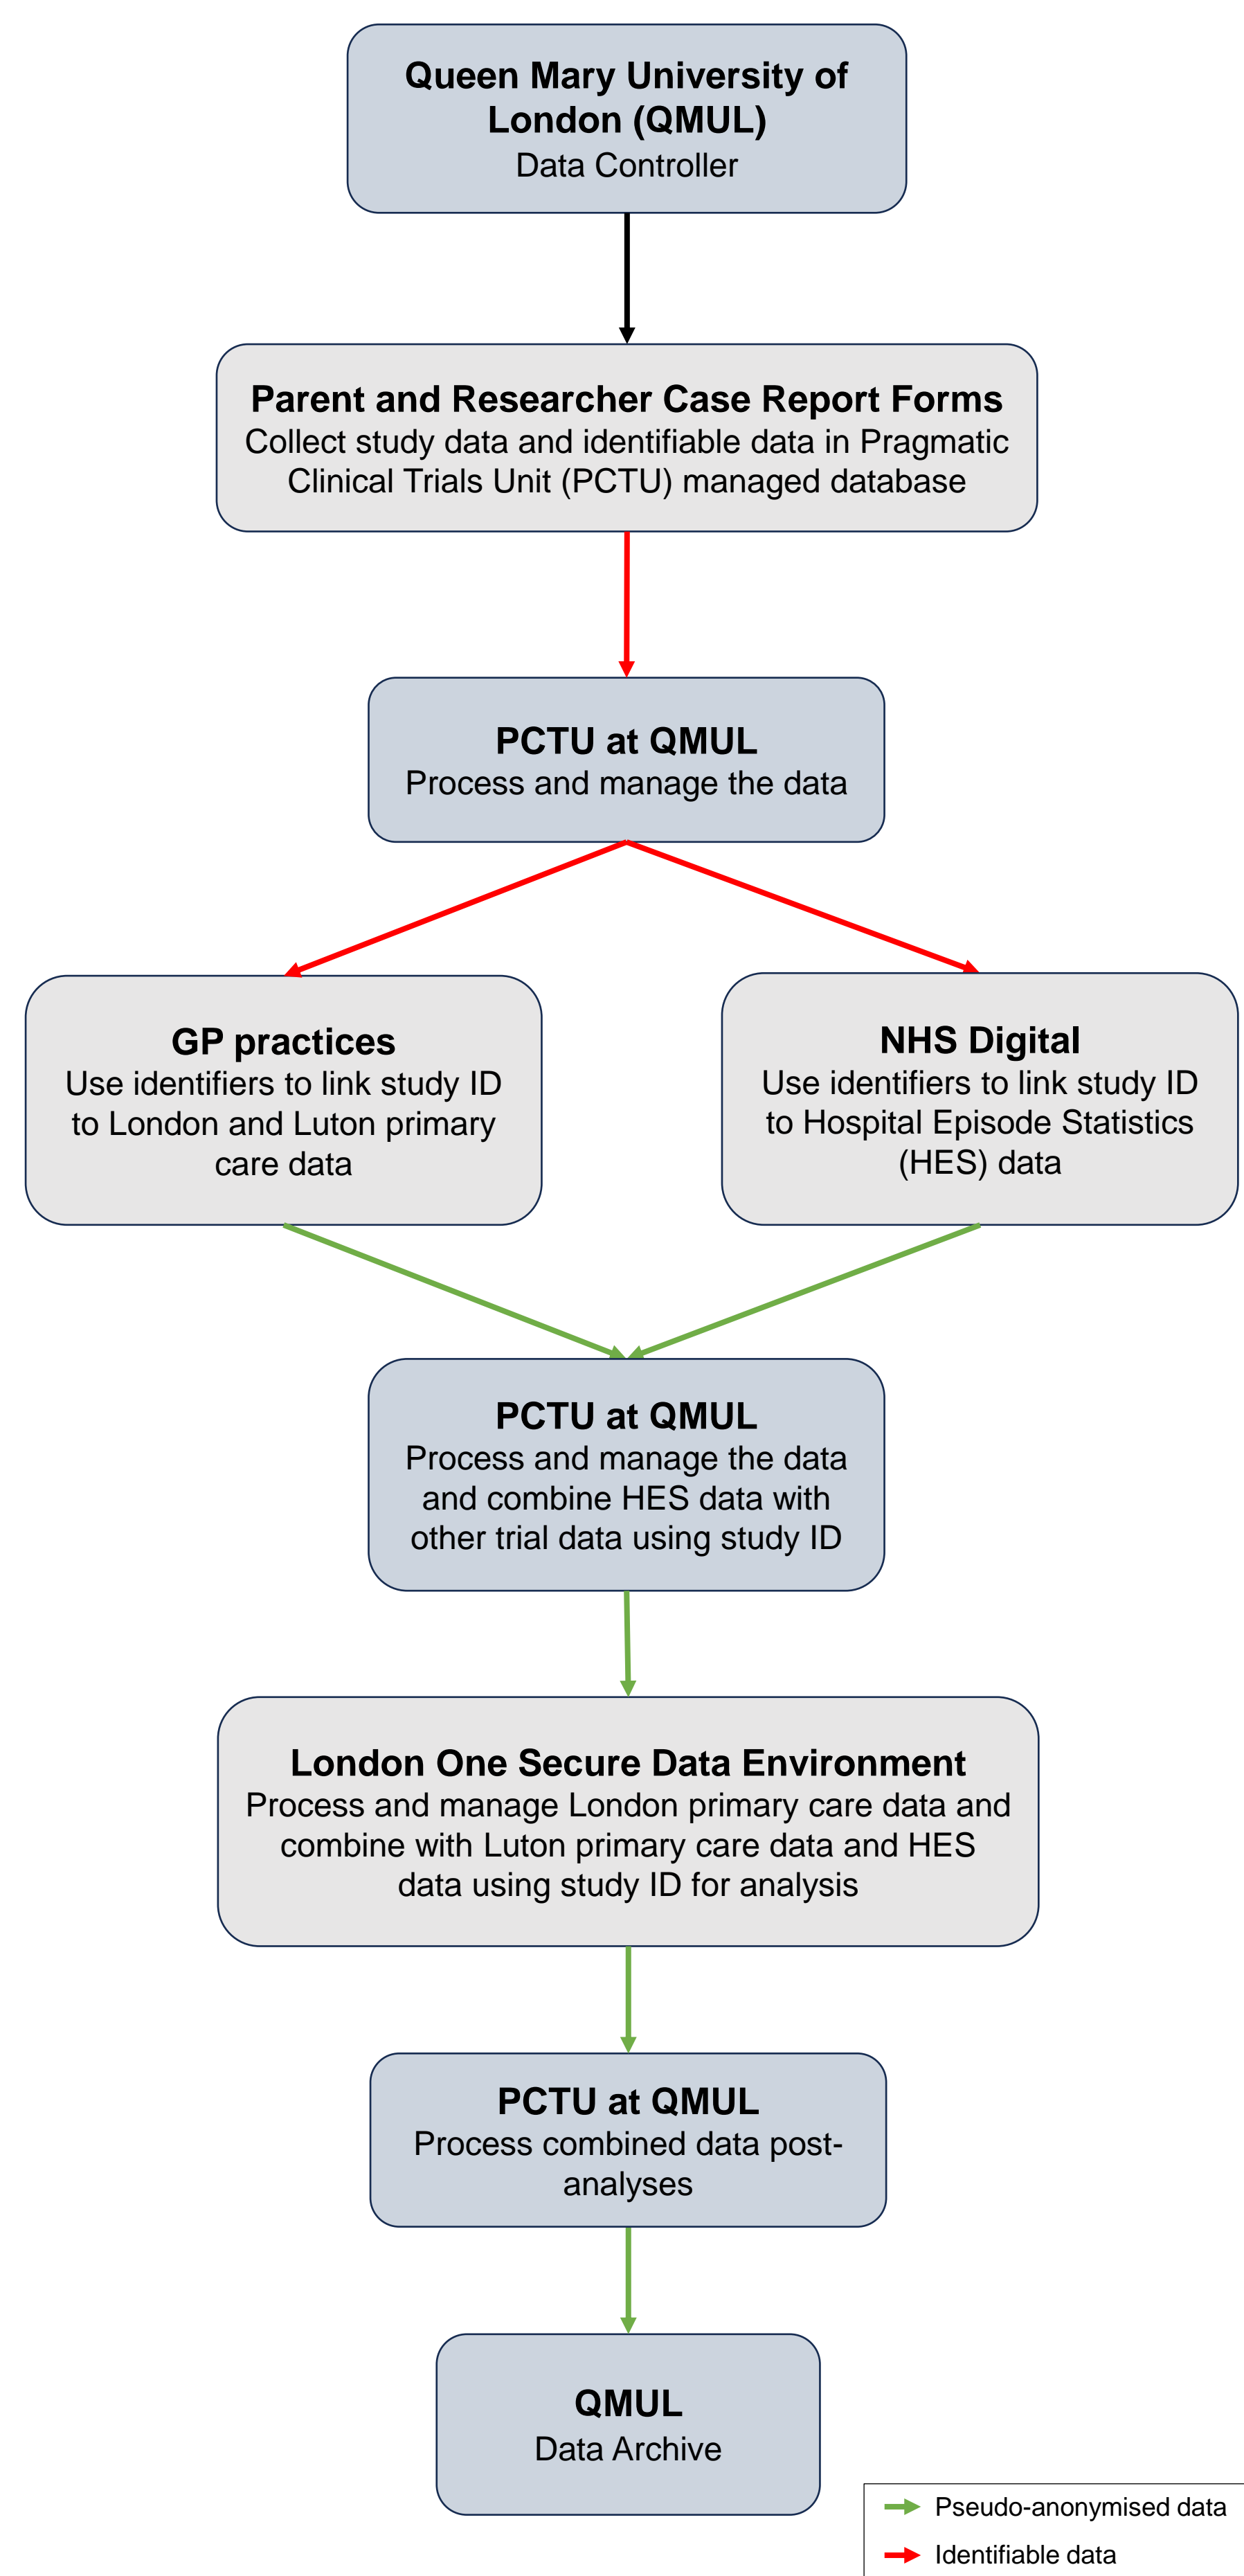 Queen Mary University of
London (QMUL)
Data Controller
Parent and Researcher Case Report Forms
Collect study data and identifiable data in Pragmatic
Clinical Trials Unit (PCTU) managed database
PCTU at QMUL
Process and manage the data
GP practices
Use identifiers to link study ID
to London and Luton primary
care data
NHS Digital
Use identifiers to link study ID
to Hospital Episode Statistics
(HES) data
PCTU at QMUL
Process and manage the data
and combine HES data with
other trial data using study ID
London One Secure Data Environment
Process and manage London primary care data and
combine with Luton primary care data and HES
data using study ID for analysis
PCTU at QMUL
Process combined data post-
analyses
QMUL
Data Archive
Pseudo-anonymised data
Identifiable data